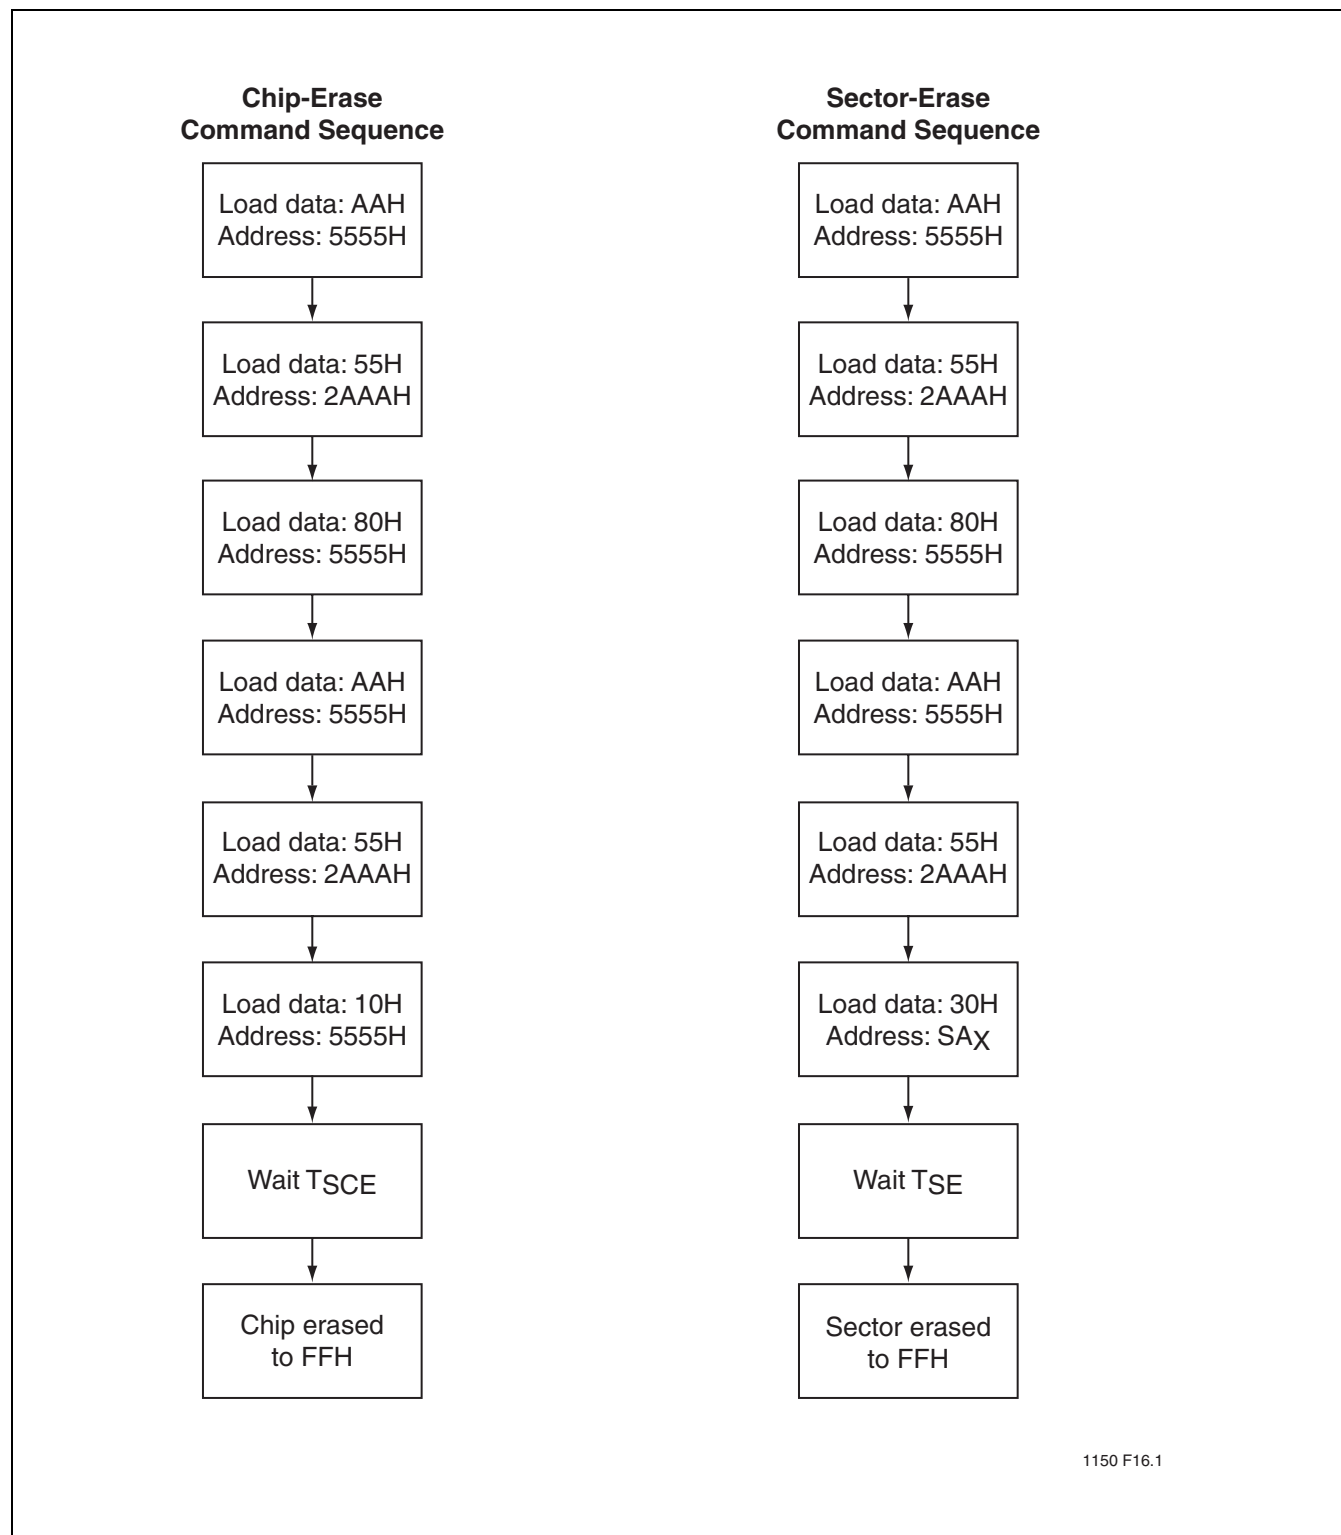 Chip-Erase
Command Sequence
Load data: AAH
Address: 5555H
Load data: 55H
Address: 2AAAH
Load data: 80H
Address: 5555H
Load data: AAH
Address: 5555H
Load data: 55H
Address: 2AAAH
Load data: 10H
Address: 5555H
Wait TSCE
Chip erased
to FFH
Sector-Erase
Command Sequence
Load data: AAH
Address: 5555H
Load data: 55H
Address: 2AAAH
Load data: 80H
Address: 5555H
Load data: AAH
Address: 5555H
Load data: 55H
Address: 2AAAH
Load data: 30H
Address: SAX
Wait TSE
Sector erased
to FFH
1150 F16.1